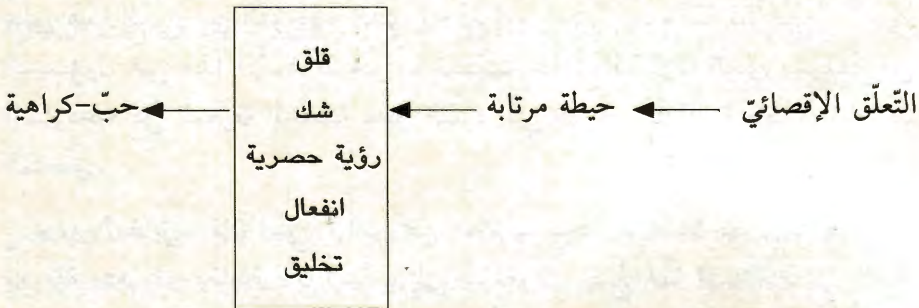 التّعلّق الإقصائيّ
حيطة مرتابة
قلق
شك
رؤية حصرية
انفعال
تخليق
حبّ-كراهية